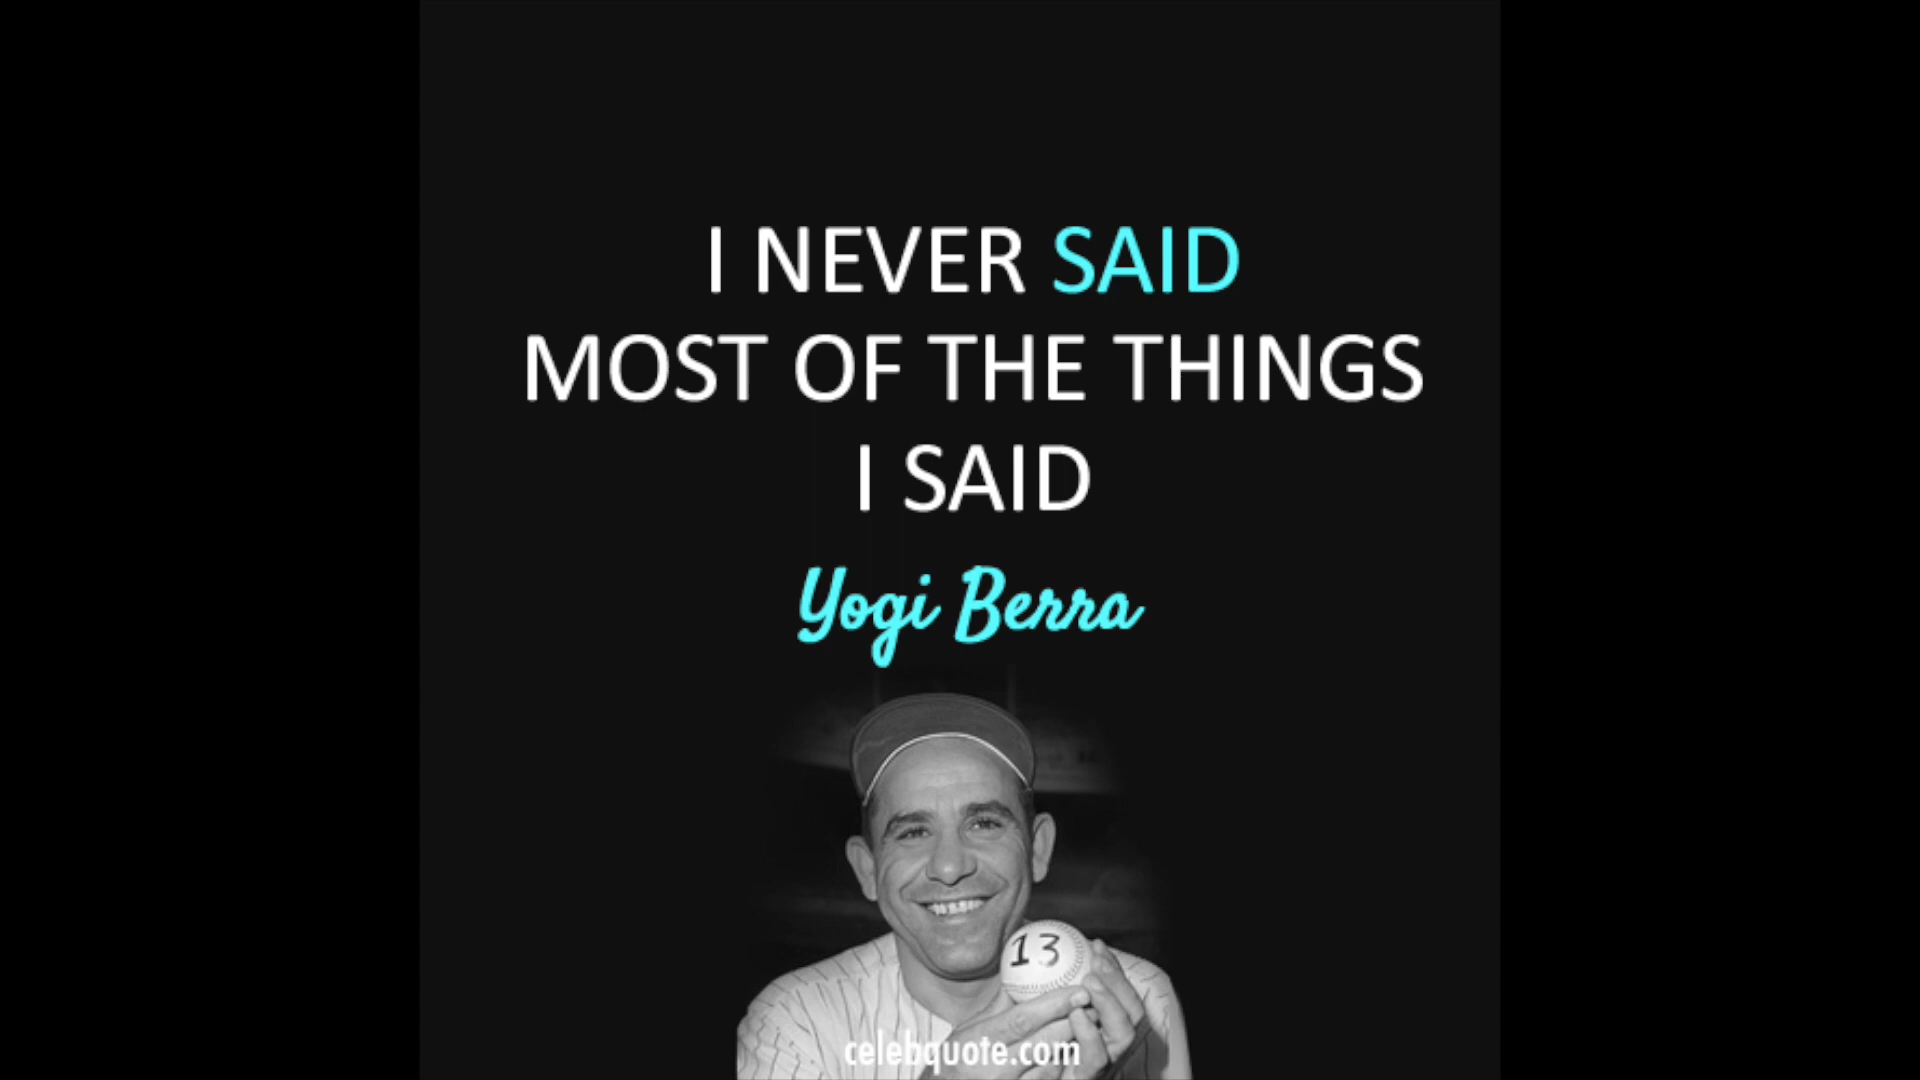 I NEVER SAID
MOST OF THE THINGS
I SAID
Yogi Berra
13
celebquote.com